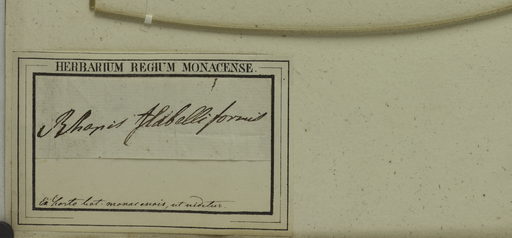 HERBARIUM REGIUM MONACENSE.
Rhapis flabelliformis
Ex Horto bot. monacensis, ut videtur